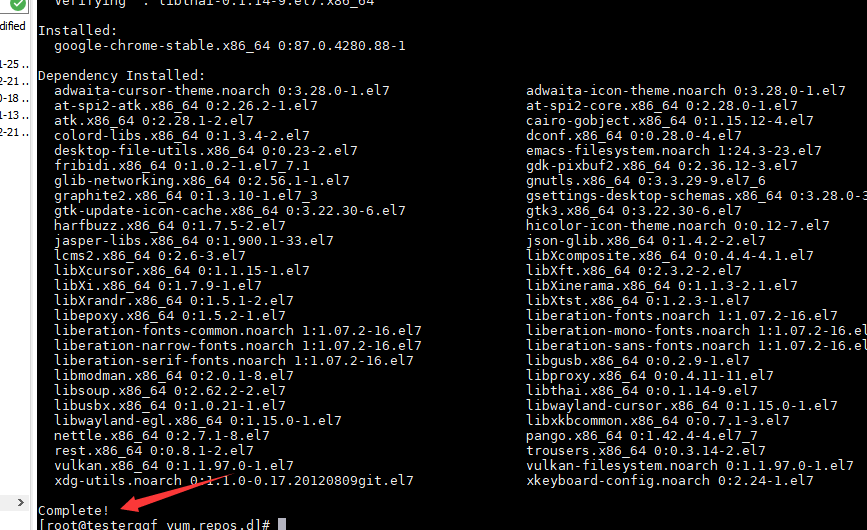 Verifying : libthai-0.1.14-9.el7.x86_64
dified
Installed:
google-chrome-stable.x86_64 0:87.0.4280.88-1
1-25 ..
Dependency Installed:
2-21 ..
adwaita-cursor-theme.noarch 0:3.28.0-1.el7 adwaita-icon-theme.noarch 0:3.28.0-1.el7
0-18 ..
at-spi2-atk.x86_64 0:2.26.2-1.el7 at-spi2-core.x86_64 0:2.28.0-1.el7
1-13 ..
atk.x86_64 0:2.28.1-2.el7 cairo-gobject.x86_64 0:1.15.12-4.el7
2-21 ..
colord-libs.x86_64 0:1.3.4-2.el7 dconf.x86_64 0:0.28.0-4.el7
desktop-file-utils.x86_64 0:0.23-2.el7 emacs-filesystem.noarch 1:24.3-23.el7
fribidi.x86_64 0:1.0.2-1.el7_7.1 gdk-pixbuf2.x86_64 0:2.36.12-3.el7
glib-networking.x86_64 0:2.56.1-1.el7 gnutls.x86_64 0:3.3.29-9.el7_6
graphite2.x86_64 0:1.3.10-1.el7_3 gsettings-desktop-schemas.x86_64 0:3.28.0-3
gtk-update-icon-cache.x86_64 0:3.22.30-6.el7 gtk3.x86_64 0:3.22.30-6.el7
harfbuzz.x86_64 0:1.7.5-2.el7 hicolor-icon-theme.noarch 0:0.12-7.el7
jasper-libs.x86_64 0:1.900.1-33.el7 json-glib.x86_64 0:1.4.2-2.el7
lcms2.x86_64 0:2.6-3.el7 libXcomposite.x86_64 0:0.4.4-4.1.el7
libXcursor.x86_64 0:1.1.15-1.el7 libXft.x86_64 0:2.3.2-2.el7
libXi.x86_64 0:1.7.9-1.el7 libXinerama.x86_64 0:1.1.3-2.1.el7
libXrandr.x86_64 0:1.5.1-2.el7 libXtst.x86_64 0:1.2.3-1.el7
libepoxy.x86_64 0:1.5.2-1.el7 liberation-fonts.noarch 1:1.07.2-16.el7
liberation-fonts-common.noarch 1:1.07.2-16.el7 liberation-mono-fonts.noarch 1:1.07.2-16.el
liberation-narrow-fonts.noarch 1:1.07.2-16.el7 liberation-sans-fonts.noarch 1:1.07.2-16.el
liberation-serif-fonts.noarch 1:1.07.2-16.el7 libgusb.x86_64 0:0.2.9-1.el7
libmodman.x86_64 0:2.0.1-8.el7 libproxy.x86_64 0:0.4.11-11.el7
libsoup.x86_64 0:2.62.2-2.el7 libthai.x86_64 0:0.1.14-9.el7
libusbx.x86_64 0:1.0.21-1.el7 libwayland-cursor.x86_64 0:1.15.0-1.el7
libwayland-egl.x86_64 0:1.15.0-1.el7 libxkbcommon.x86_64 0:0.7.1-3.el7
nettle.x86_64 0:2.7.1-8.el7 pango.x86_64 0:1.42.4-4.el7_7
rest.x86_64 0:0.8.1-2.el7 trousers.x86_64 0:0.3.14-2.el7
vulkan.x86_64 0:1.1.97.0-1.el7 vulkan-filesystem.noarch 0:1.1.97.0-1.el7
xdg-utils.noarch 0:1.1.0-0.17.20120809git.el7 xkeyboard-config.noarch 0:2.24-1.el7
Complete!
[root@testerggf yum.repos.d]#